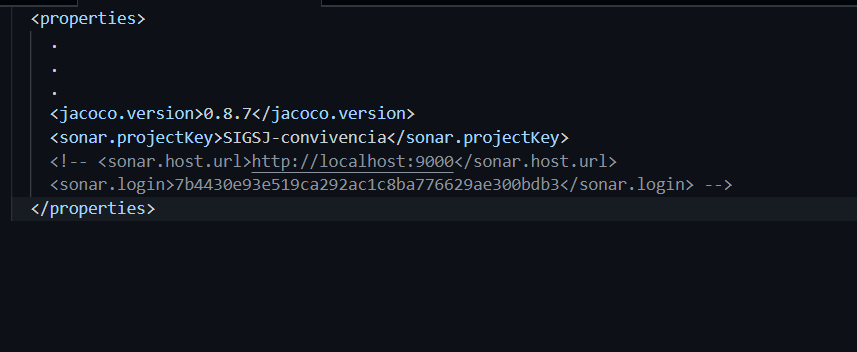 <properties>
.
.
.
<jacoco.version>0.8.7</jacoco.version>
<sonar.projectKey>SIGSJ-convivencia</sonar.projectKey>
<!-- <sonar.host.url>http://localhost:9000</sonar.host.url>
<sonar.login>7b4430e93e519ca292ac1c8ba776629ae300bdb3</sonar.login> -->
</properties>